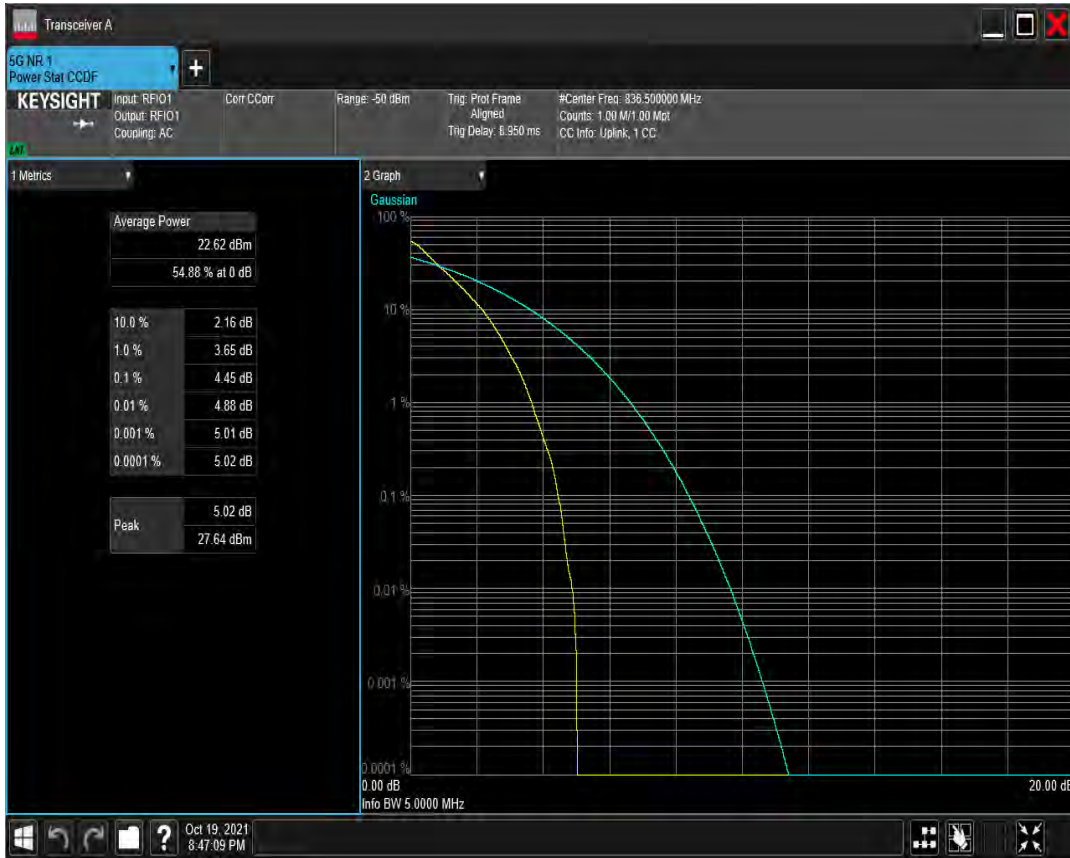 Transceiver A
5G NR 1
Power Stat CCDF
+
KEYSIGHT
Input: RFIO1
Output: RFIO1
Coupling: AC
Corr CCorr
Range: -50 dBm
Trig: Prot Frame
Aligned
Trig Delay: 8.950 ms
#Center Freq: 836.500000 MHz
Counts: 1.00 M/1.00 Mpt
CC Info: Uplink, 1 CC
1 Metrics
Average Power
22.62 dBm
54.88 % at 0 dB
10.0 % 2.16 dB
1.0 % 3.65 dB
0.1 % 4.45 dB
0.01 % 4.88 dB
0.001 % 5.01 dB
0.0001 % 5.02 dB
Peak
5.02 dB
27.64 dBm
2 Graph
Gaussian
100 %
10 %
1 %
0.1 %
0.01 %
0.001 %
0.0001 %
0.00 dB
20.00 dB
Info BW 5.0000 MHz
?
Oct 19, 2021
8:47:09 PM